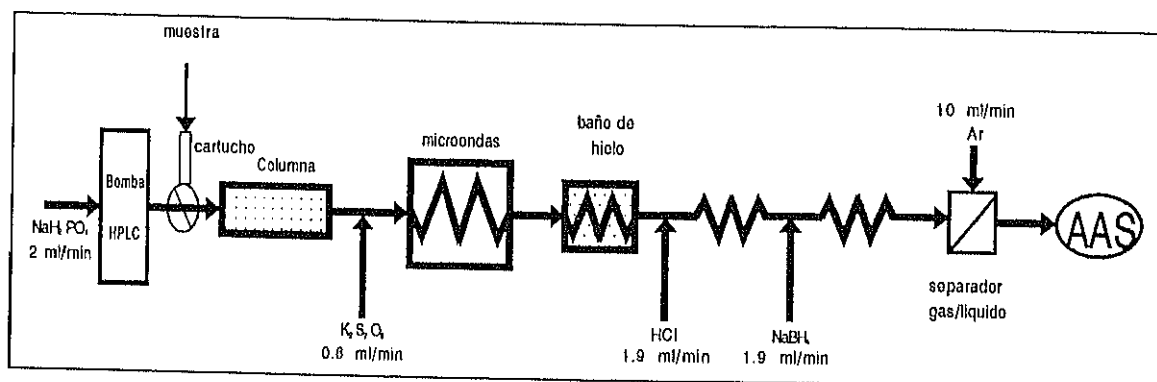 muestra
cartucho
Bomba
HPLC
NaH₂PO₄
2 ml/min
Columna
K₂S₂O₈
0.8 ml/min
microondas
baño de
hielo
HCl
1.9 ml/min
NaBH₄
1.9 ml/min
10 ml/min
Ar
separador
gas/líquido
AAS